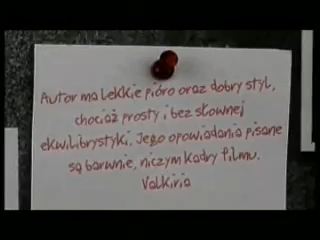 Autor ma lekkie pióro oraz dobry styl,
chociaż prosty i bez słownej
ekwilibrystyki. Jego opowiadania pisane
są barwnie, niczym kadry filmu.
Valkiria